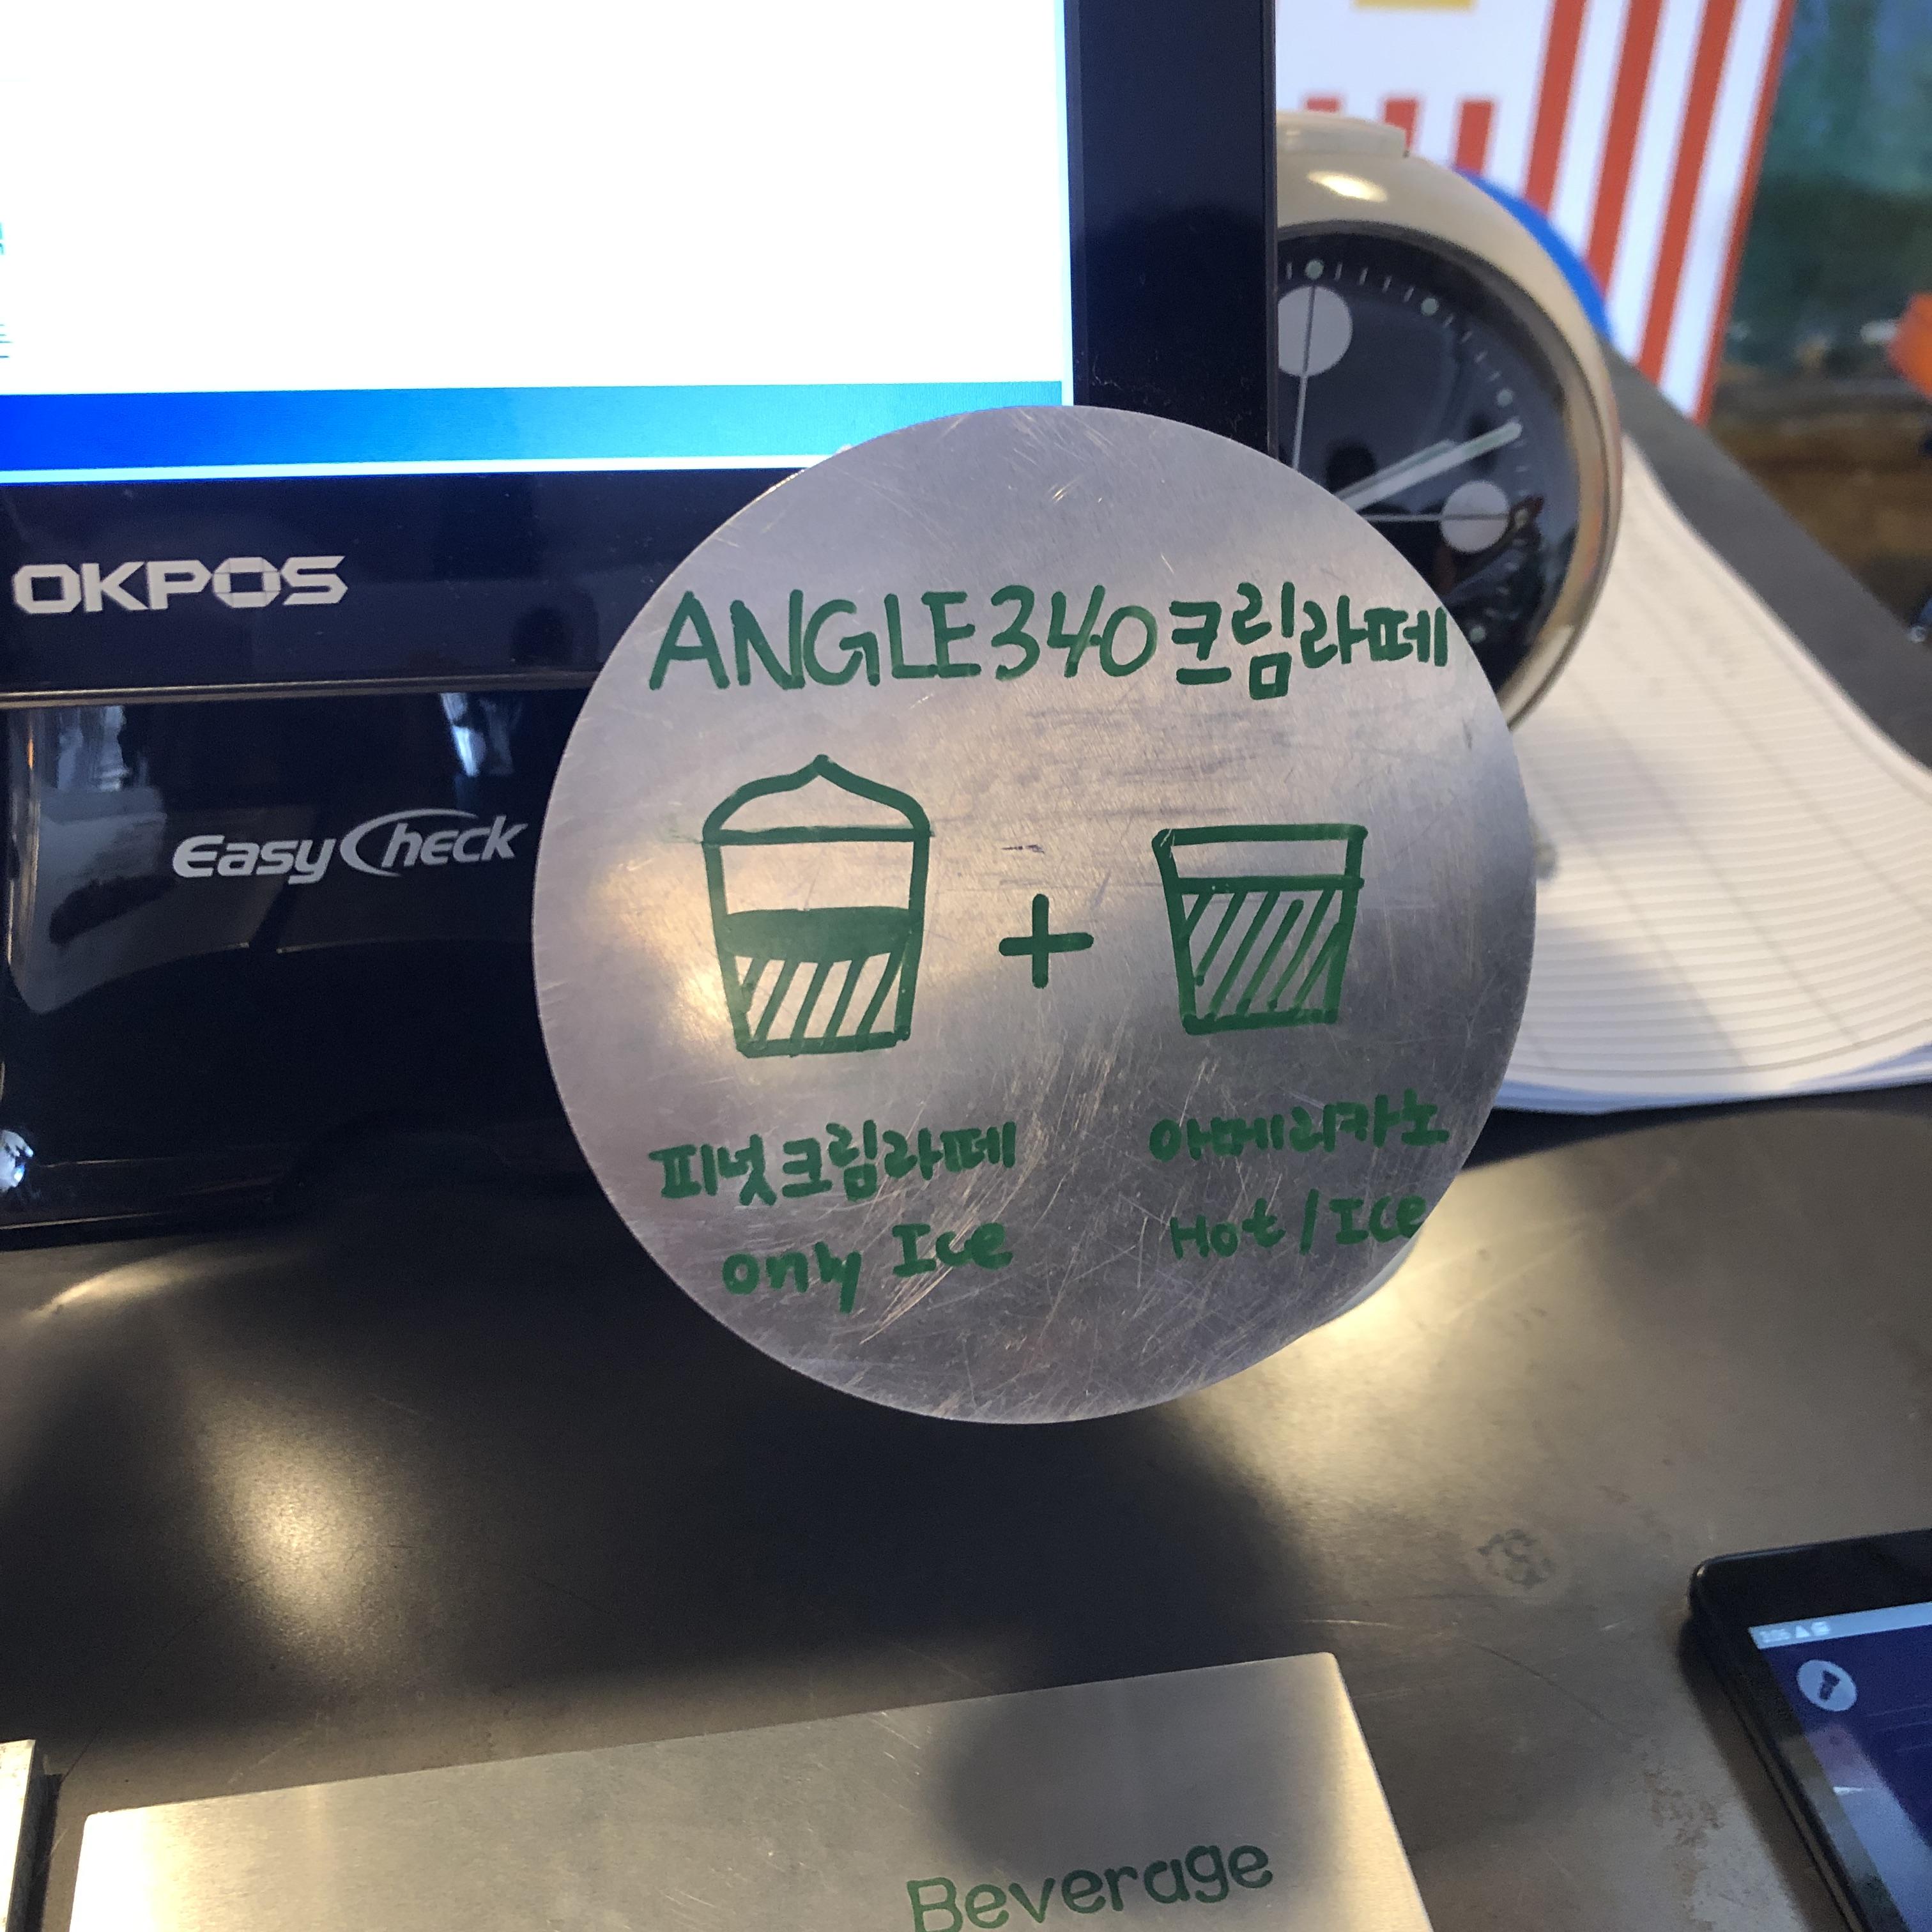 OKPOS
EasyCheck
ANGLE340크림라떼
+
피넛크림라떼
only Ice
아메리카노
Hot/Ice
Beverage